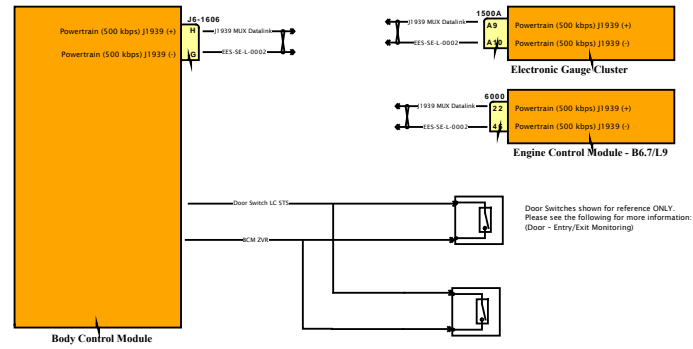 J6-1606
Powertrain (500 kbps) J1939 (+)
H
J1939 MUX Datalink
Powertrain (500 kbps) J1939 (-)
G
EES-SE-L-0002
1500A
J1939 MUX Datalink
A9
Powertrain (500 kbps) J1939 (+)
EES-SE-L-0002
A10
Powertrain (500 kbps) J1939 (-)
Electronic Gauge Cluster
6000
J1939 MUX Datalink
22
Powertrain (500 kbps) J1939 (+)
EES-SE-L-0002
Powertrain (500 kbps) J1939 (-)
Engine Control Module - B6.7/L9
Door Switch LC STS
BCM ZVR
Door Switches shown for reference ONLY.
Please see the following for more information:
(Door - Entry/Exit Monitoring)
Body Control Module